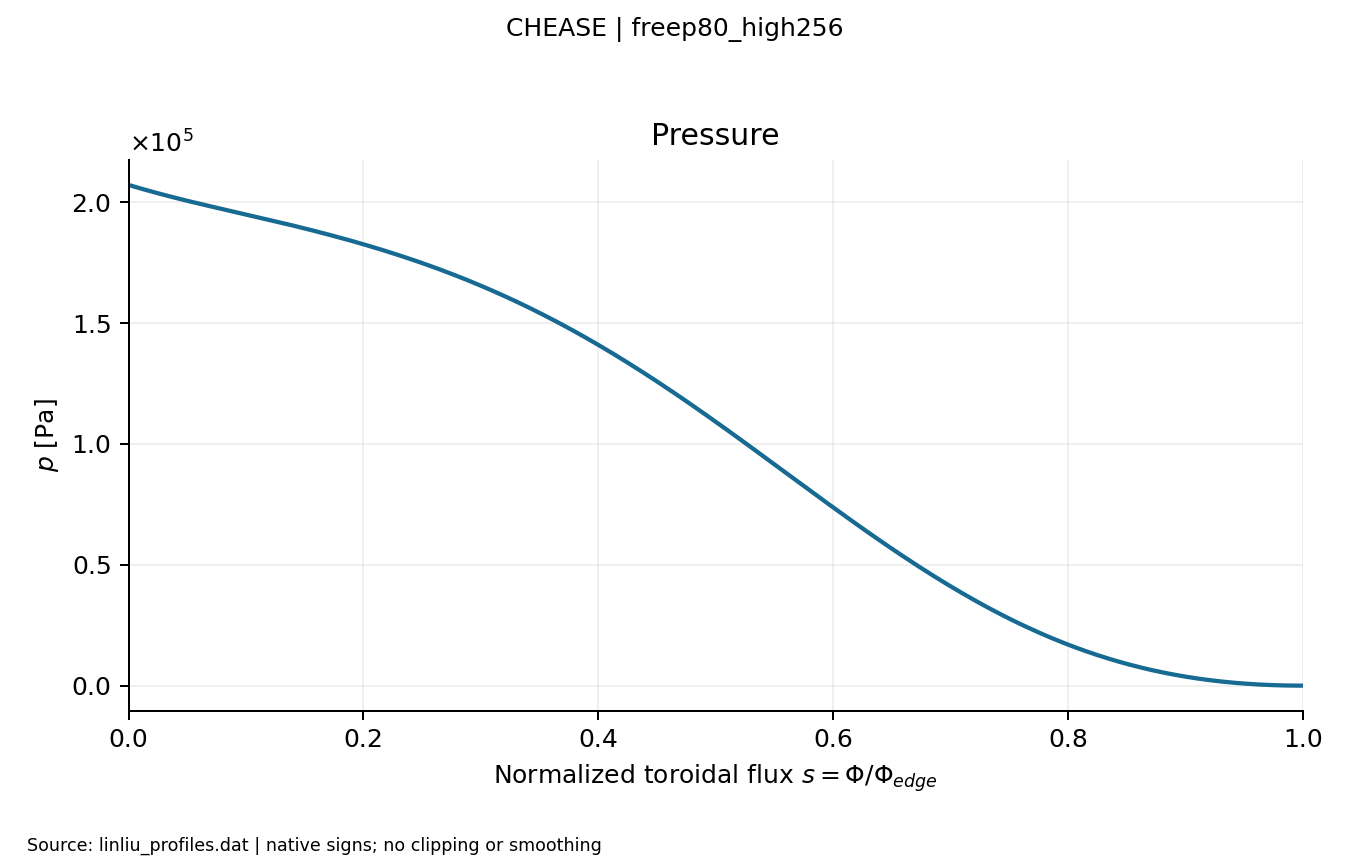 CHEASE | freep80_high256
Pressure
×10⁵
2.0
1.5
1.0
0.5
0.0
p [Pa]
0.0 0.2 0.4 0.6 0.8 1.0
Normalized toroidal flux s = Φ/Φ_edge
Source: linliu_profiles.dat | native signs; no clipping or smoothing